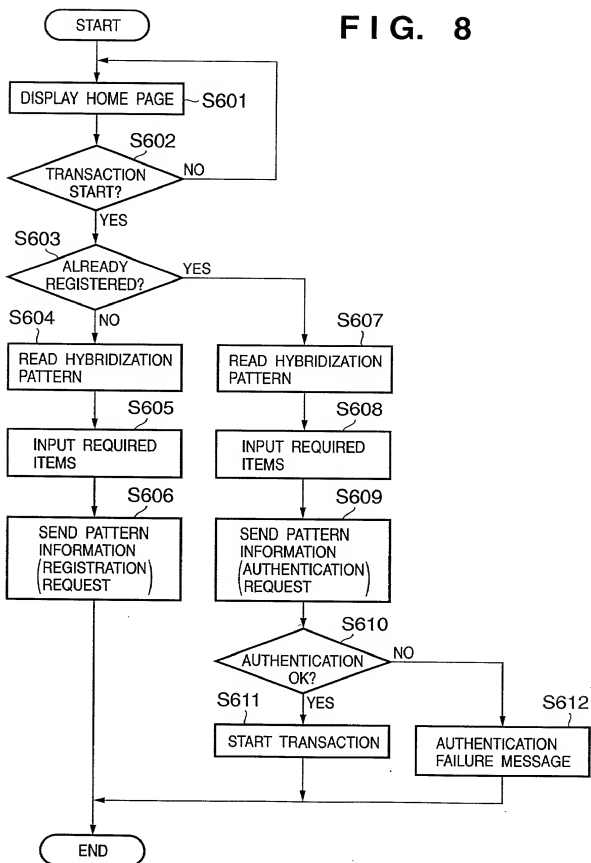 START
FIG. 8
DISPLAY HOME PAGE
S601
S602
TRANSACTION
START?
NO
YES
S603
ALREADY
REGISTERED?
YES
NO
S604
READ HYBRIDIZATION
PATTERN
S605
INPUT REQUIRED
ITEMS
S606
SEND PATTERN
INFORMATION
(REGISTRATION
REQUEST)
S607
READ HYBRIDIZATION
PATTERN
S608
INPUT REQUIRED
ITEMS
S609
SEND PATTERN
INFORMATION
(AUTHENTICATION
REQUEST)
S610
AUTHENTICATION
OK?
NO
YES
S611
START TRANSACTION
S612
AUTHENTICATION
FAILURE MESSAGE
END